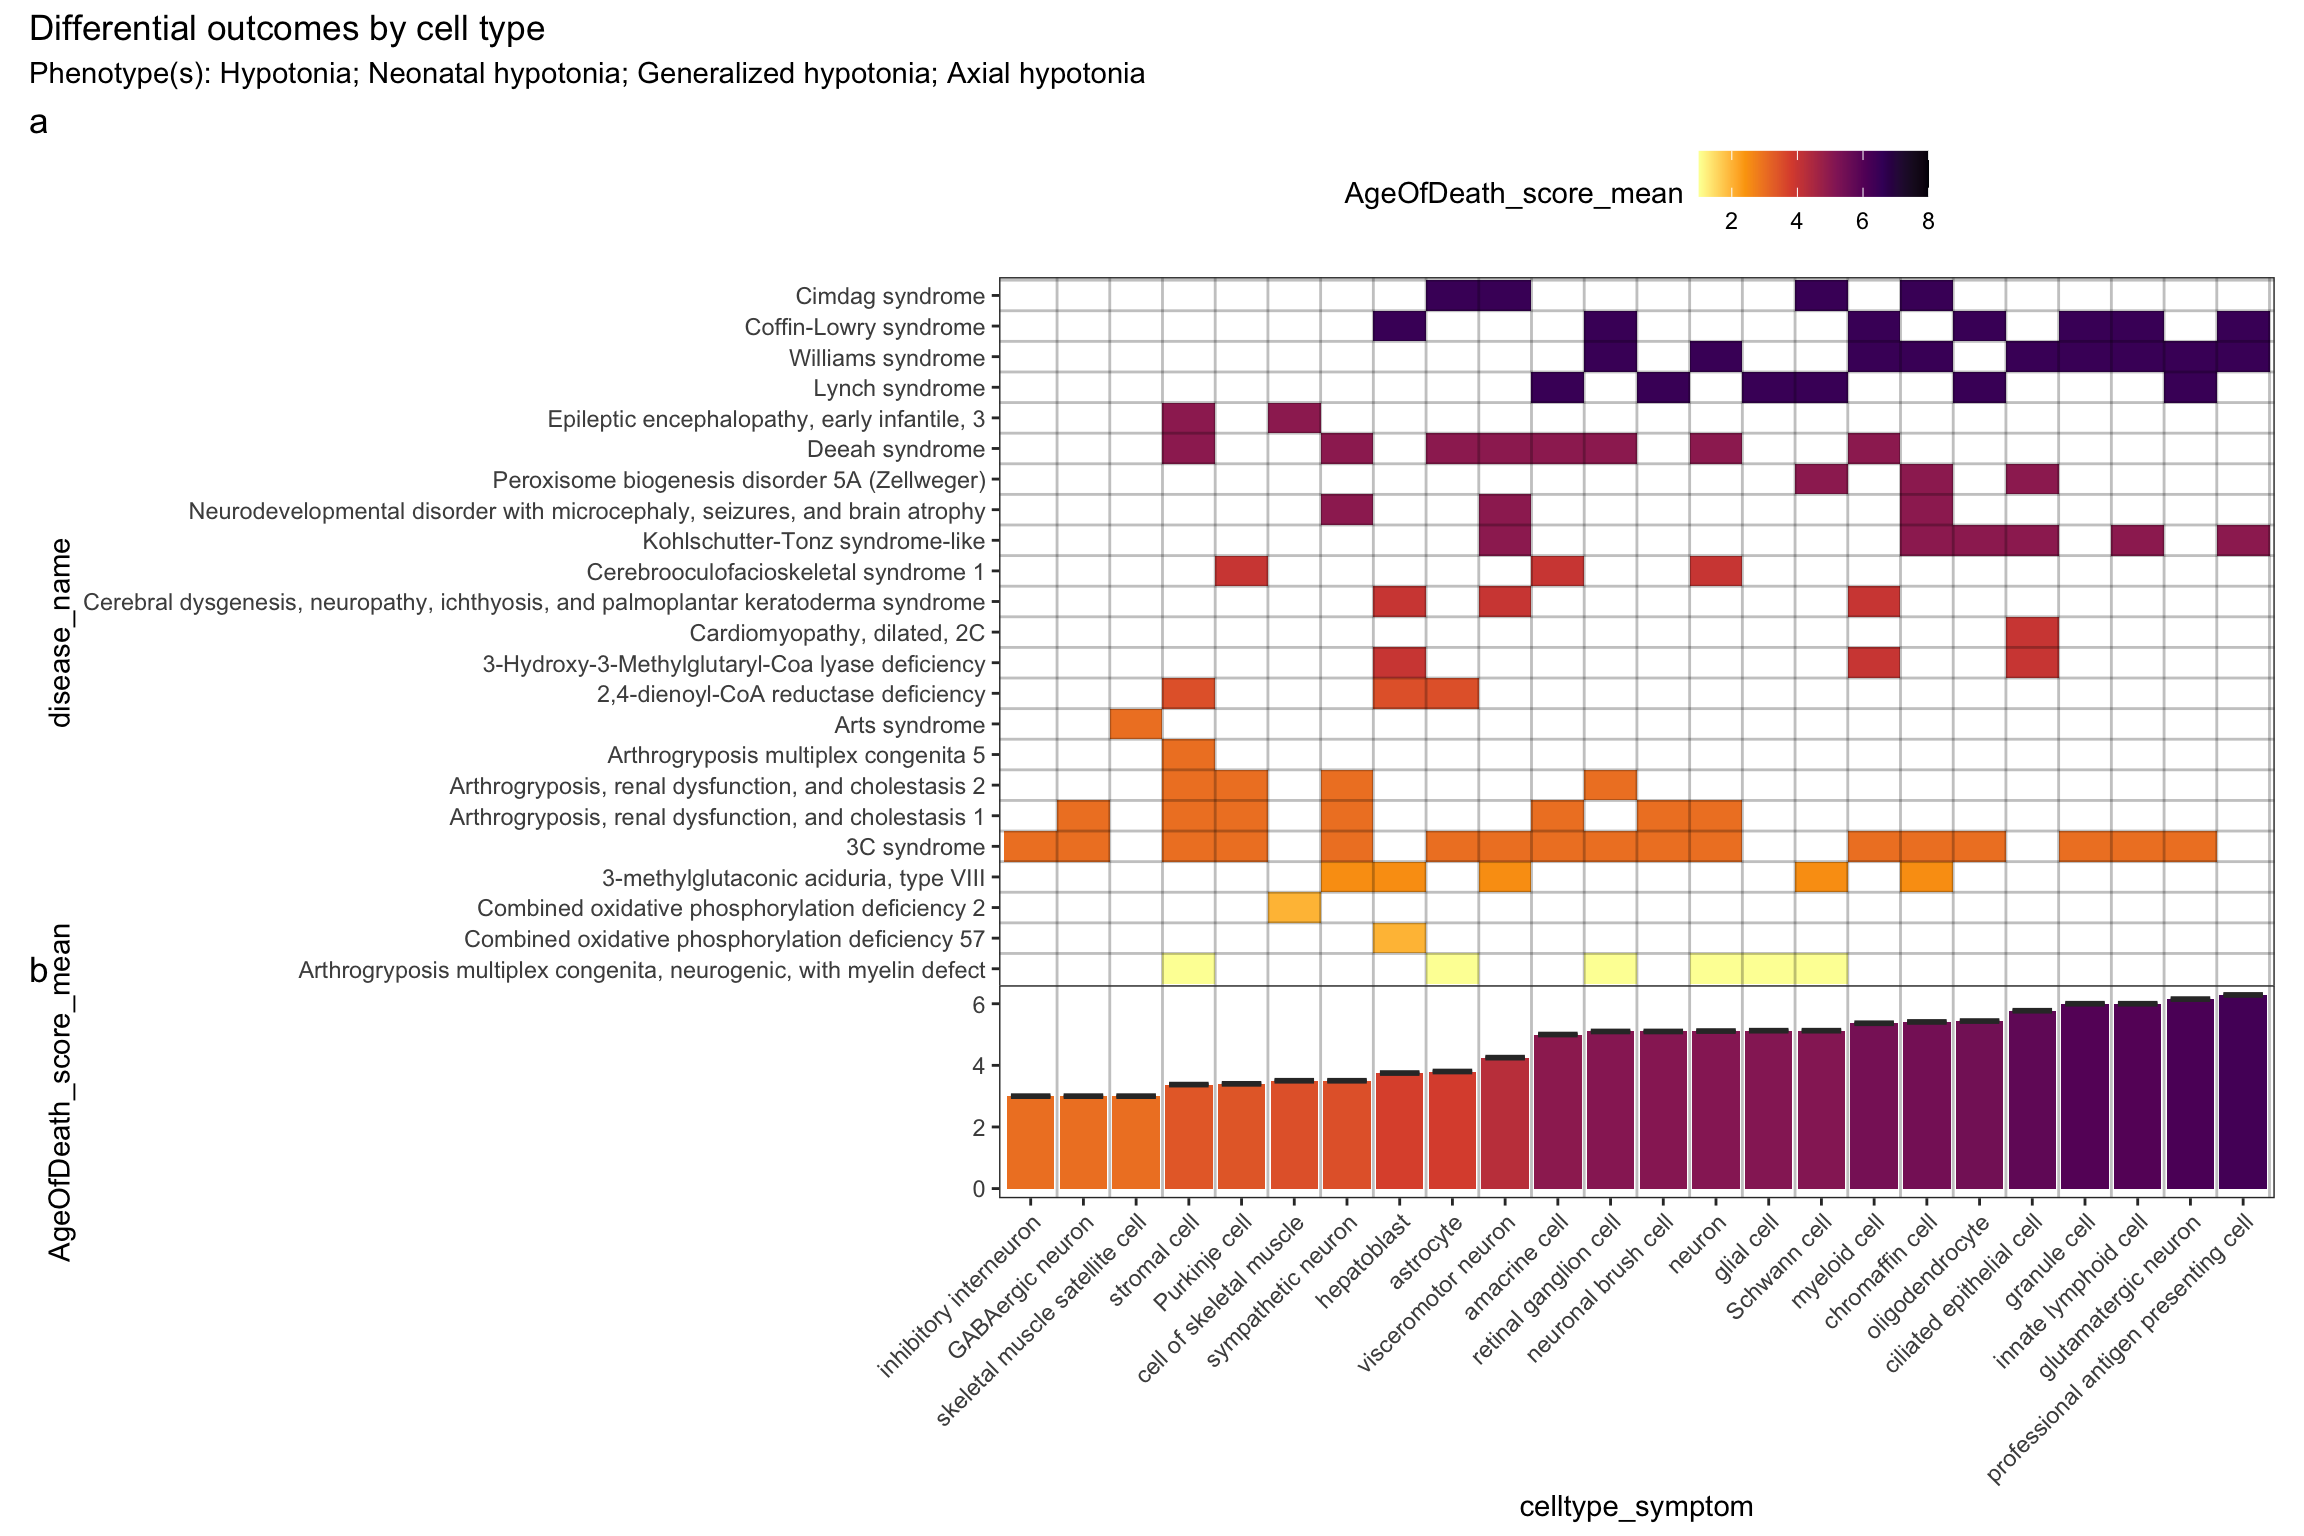 Differential outcomes by cell type
Phenotype(s): Hypotonia; Neonatal hypotonia; Generalized hypotonia; Axial hypotonia
a
AgeOfDeath_score_mean
2 4 6 8
disease_name
Cimdag syndrome
Coffin-Lowry syndrome
Williams syndrome
Lynch syndrome
Epileptic encephalopathy, early infantile, 3
Deeah syndrome
Peroxisome biogenesis disorder 5A (Zellweger)
Neurodevelopmental disorder with microcephaly, seizures, and brain atrophy
Kohlschutter-Tonz syndrome-like
Cerebrooculofacioskeletal syndrome 1
Cerebral dysgenesis, neuropathy, ichthyosis, and palmoplantar keratoderma syndrome
Cardiomyopathy, dilated, 2C
3-Hydroxy-3-Methylglutaryl-Coa lyase deficiency
2,4-dienoyl-CoA reductase deficiency
Arts syndrome
Arthrogryposis multiplex congenita 5
Arthrogryposis, renal dysfunction, and cholestasis 2
Arthrogryposis, renal dysfunction, and cholestasis 1
3C syndrome
3-methylglutaconic aciduria, type VIII
Combined oxidative phosphorylation deficiency 2
Combined oxidative phosphorylation deficiency 57
Arthrogryposis multiplex congenita, neurogenic, with myelin defect
b
AgeOfDeath_score_mean
6
4
2
0
inhibitory interneuron
GABAergic neuron
skeletal muscle satellite cell
stromal cell
Purkinje cell
cell of skeletal muscle
sympathetic neuron
hepatoblast
astrocyte
visceromotor neuron
amacrine cell
retinal ganglion cell
neuronal brush cell
neuron
glial cell
Schwann cell
myeloid cell
chromaffin cell
oligodendrocyte
ciliated epithelial cell
granule cell
innate lymphoid cell
glutamatergic neuron
professional antigen presenting cell
celltype_symptom